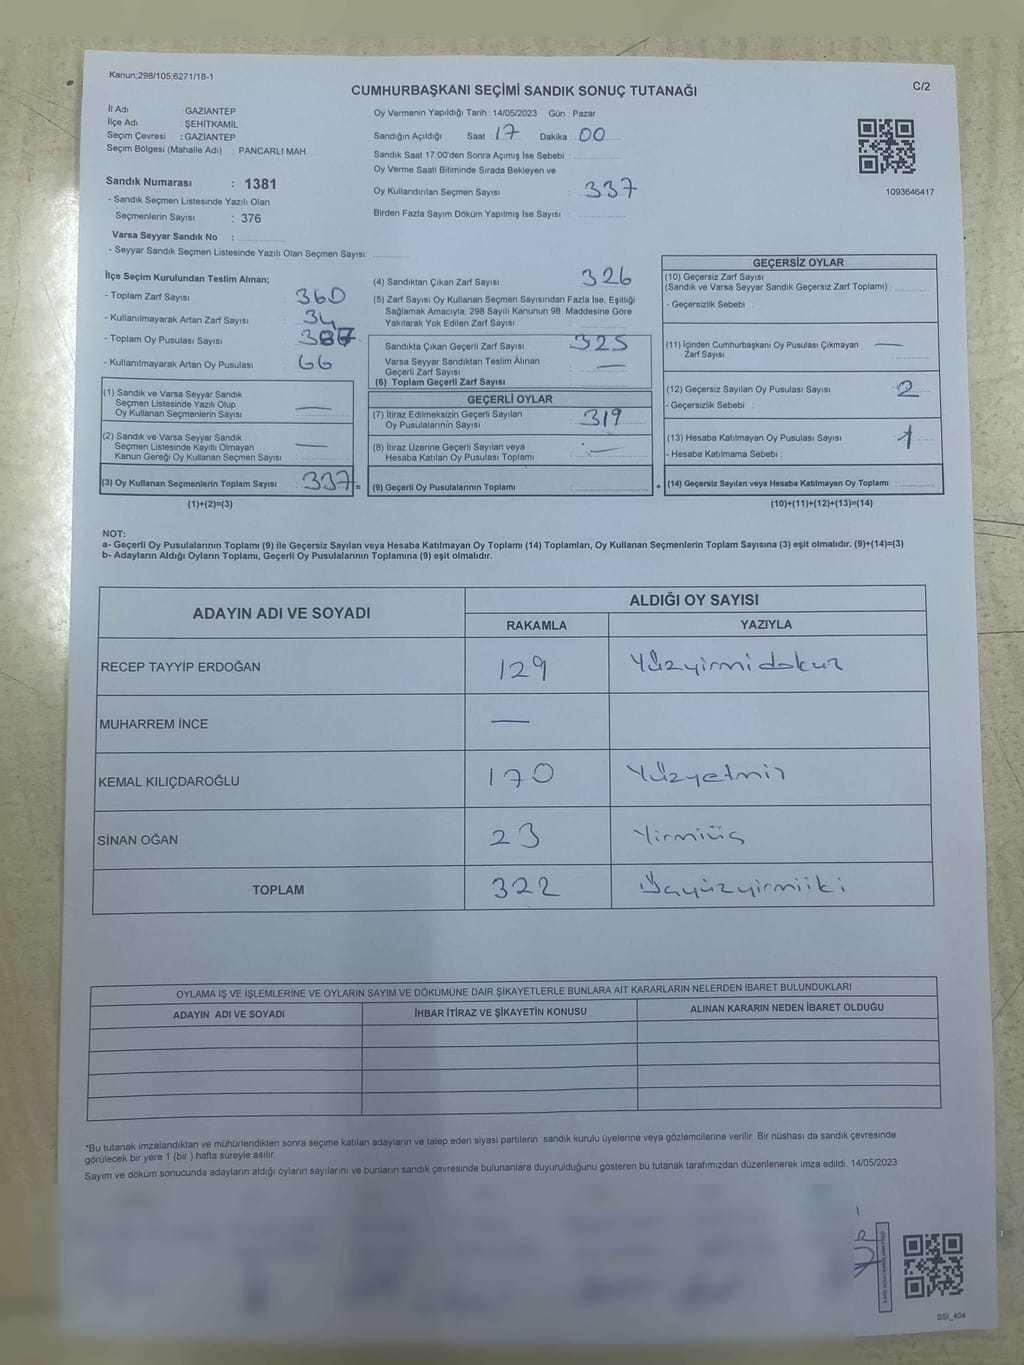 Kanun;298/105;6271/18-1
CUMHURBAŞKANI SEÇİMİ SANDIK SONUÇ TUTANAĞI
C/2
İl Adı GAZİANTEP
İlçe Adı ŞEHİTKAMİL
Seçim Çevresi : GAZİANTEP
Seçim Bölgesi (Mahalle Adı) : PANCARLI MAH.
Sandık Numarası : 1381
- Sandık Seçmen Listesinde Yazılı Olan
Seçmenlerin Sayısı : 376
Varsa Seyyar Sandık No :
- Seyyar Sandık Seçmen Listesinde Yazılı Olan Seçmen Sayısı:
Oy Vermenin Yapıldığı Tarih : 14/05/2023 Gün : Pazar
Sandığın Açıldığı Saat 17 Dakika : 00
Sandık Saat 17:00'den Sonra Açımış İse Sebebi :
Oy Verme Saati Bitiminde Sırada Bekleyen ve
Oy Kullandırılan Seçmen Sayısı : 337
Birden Fazla Sayım Döküm Yapılmış İse Sayısı :
1093646417
İlçe Seçim Kurulundan Teslim Alınan;
- Toplam Zarf Sayısı 360
- Kullanılmayarak Artan Zarf Sayısı 34
- Toplam Oy Pusulası Sayısı
- Kullanılmayarak Artan Oy Pusulası 66
(1) Sandık ve Varsa Seyyar Sandık
Seçmen Listesinde Yazılı Olup
Oy Kullanan Seçmenlerin Sayısı : —
(2) Sandık ve Varsa Seyyar Sandık
Seçmen Listesinde Kayıtlı Olmayan
Kanun Gereği Oy Kullanan Seçmen Sayısı : —
(3) Oy Kullanan Seçmenlerin Toplam Sayısı : 337 =
(1)+(2)=(3)
(4) Sandıktan Çıkan Zarf Sayısı : 326
(5) Zarf Sayısı Oy Kullanan Seçmen Sayısından Fazla İse, Eşitliği
Sağlamak Amacıyla; 298 Sayılı Kanunun 98. Maddesine Göre
Yakılarak Yok Edilen Zarf Sayısı :
Sandıkta Çıkan Geçerli Zarf Sayısı : 325
Varsa Seyyar Sandıktan Teslim Alınan
Geçerli Zarf Sayısı : —
(6) Toplam Geçerli Zarf Sayısı :
GEÇERLİ OYLAR
(7) İtiraz Edilmeksizin Geçerli Sayılan
Oy Pusulalarının Sayısı : 319
(8) İtiraz Üzerine Geçerli Sayılan veya
Hesaba Katılan Oy Pusulası Toplamı : —
(9) Geçerli Oy Pusulalarının Toplamı : +
GEÇERSİZ OYLAR
(10) Geçersiz Zarf Sayısı
(Sandık ve Varsa Seyyar Sandık Geçersiz Zarf Toplamı) :
- Geçersizlik Sebebi :
(11) İçinden Cumhurbaşkanı Oy Pusulası Çıkmayan —
Zarf Sayısı :
(12) Geçersiz Sayılan Oy Pusulası Sayısı : 2
- Geçersizlik Sebebi :
(13) Hesaba Katılmayan Oy Pusulası Sayısı : 1
- Hesaba Katılmama Sebebi :
(14) Geçersiz Sayılan veya Hesaba Katılmayan Oy Toplamı :
(10)+(11)+(12)+(13)=(14)
NOT:
a- Geçerli Oy Pusulalarının Toplamı (9) ile Geçersiz Sayılan veya Hesaba Katılmayan Oy Toplamı (14) Toplamları, Oy Kullanan Seçmenlerin Toplam Sayısına (3) eşit olmalıdır. (9)+(14)=(3)
b- Adayların Aldığı Oyların Toplamı, Geçerli Oy Pusulalarının Toplamına (9) eşit olmalıdır.
ADAYIN ADI VE SOYADI ALDIĞI OY SAYISI
RAKAMLA YAZIYLA
RECEP TAYYİP ERDOĞAN 129 Yüzyirmidokuz
MUHARREM İNCE —
KEMAL KILIÇDAROĞLU 170 Yüzyetmiş
SİNAN OĞAN 23 Yirmiüç
TOPLAM 322 Üçyüzyirmiiki
OYLAMA İŞ VE İŞLEMLERİNE VE OYLARIN SAYIM VE DÖKÜMÜNE DAİR ŞİKAYETLERLE BUNLARA AİT KARARLARIN NELERDEN İBARET BULUNDUKLARI
ADAYIN ADI VE SOYADI İHBAR İTİRAZ VE ŞİKAYETİN KONUSU ALINAN KARARIN NEDEN İBARET OLDUĞU
*Bu tutanak imzalandıktan ve mühürlendikten sonra seçime katılan adayların ve talep eden siyasi partilerin sandık kurulu üyelerine veya gözlemcilerine verilir. Bir nüshası da sandık çevresinde
görülecek bir yere 1 (bir ) hafta süreyle asılır.
Sayım ve döküm sonucunda adayların aldığı oyların sayılarını ve bunların sandık çevresinde bulunanlara duyurulduğunu gösteren bu tutanak tarafımızdan düzenlenerek imza edildi. 14/05/2023
SSI_404